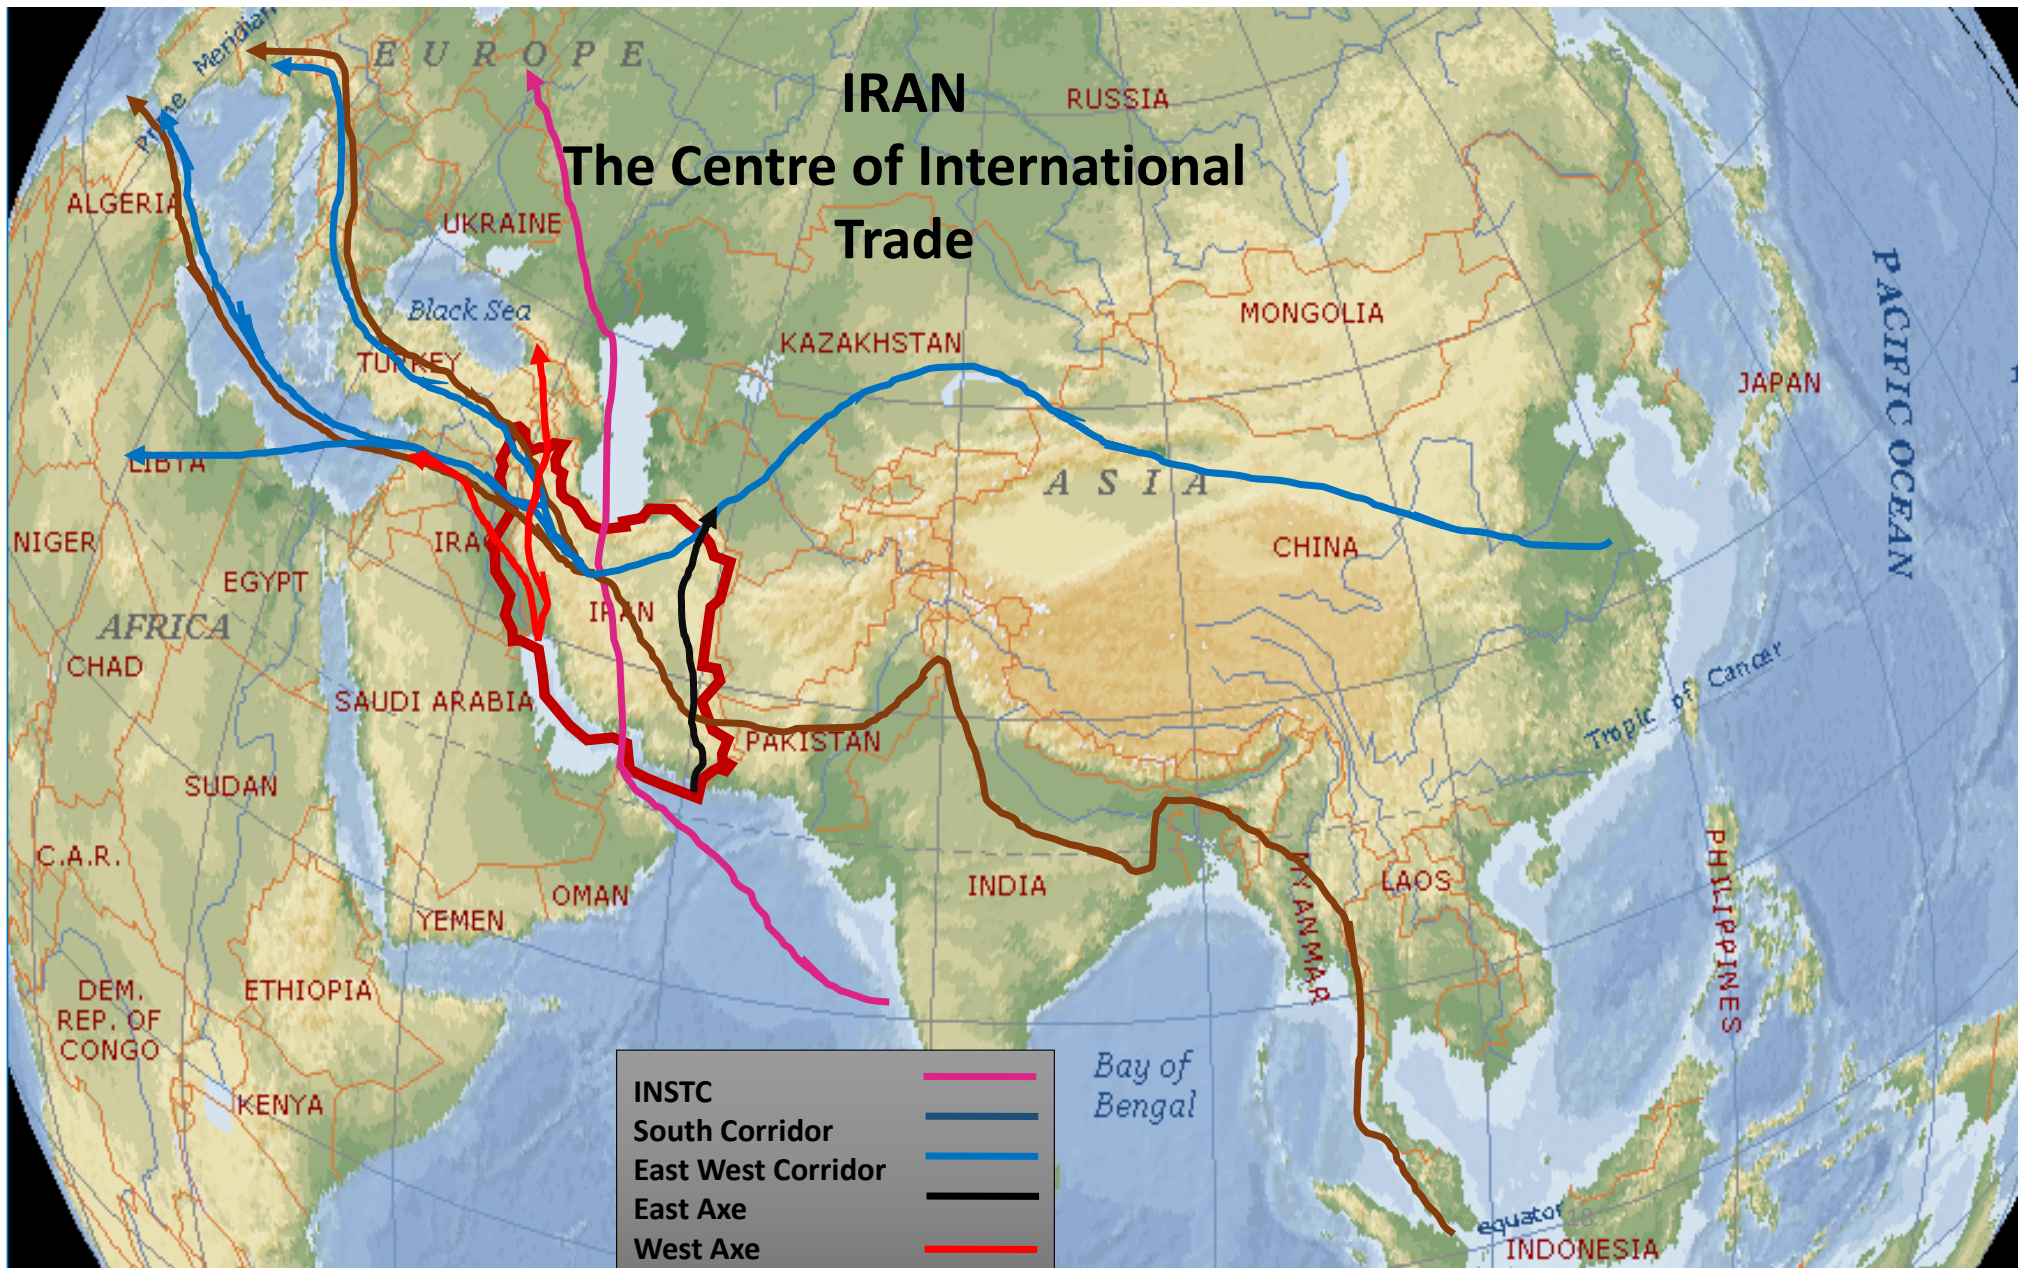 Meridian
Prime
EUROPE
IRAN
The Centre of International
Trade
RUSSIA
ALGERIA
UKRAINE
Black Sea
TURKEY
KAZAKHSTAN
MONGOLIA
PACIFIC OCEAN
JAPAN
LIBYA
ASIA
NIGER
IRAQ
CHINA
EGYPT
IRAN
AFRICA
CHAD
SAUDI ARABIA
PAKISTAN
Tropic of Cancer
SUDAN
C.A.R.
OMAN
INDIA
MYANMAR
LAOS
PHILIPPINES
YEMEN
DEM.
REP. OF
CONGO
ETHIOPIA
KENYA
Bay of
Bengal
INSTC
South Corridor
East West Corridor
East Axe
West Axe
equator
18
INDONESIA